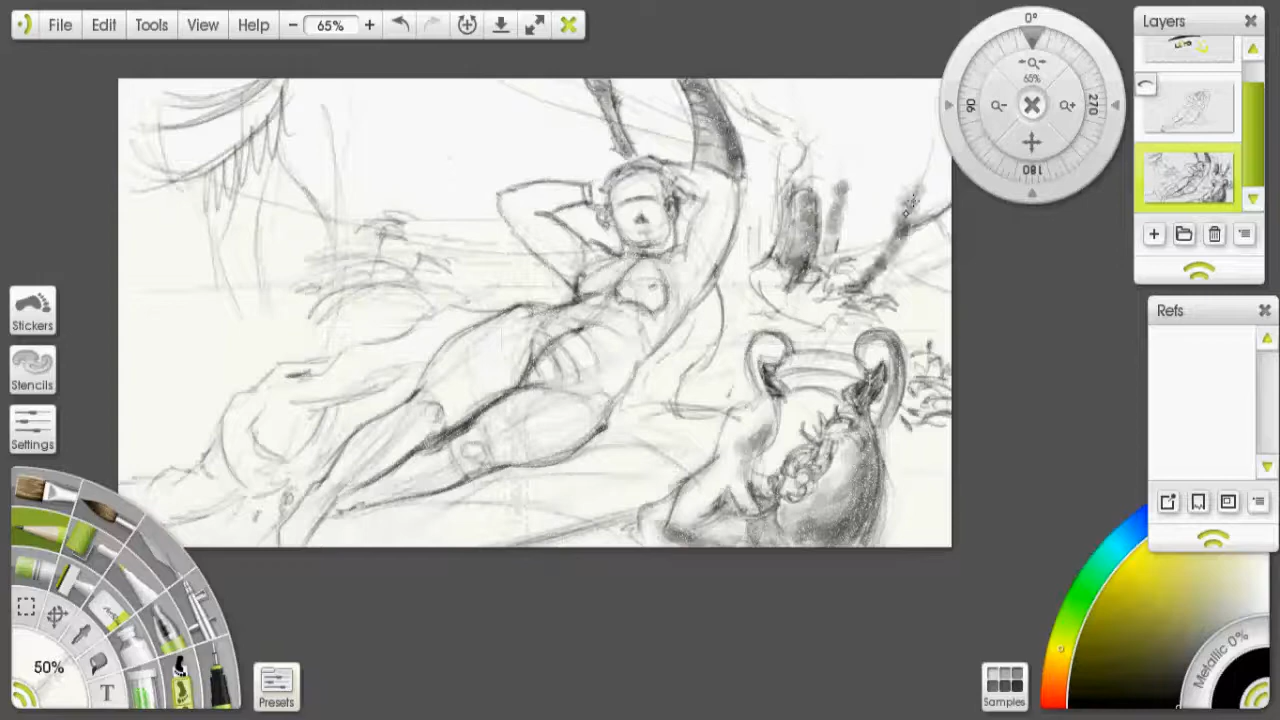 File Edit Tools View Help 65%
0°
65%
90
270
180
Layers
Refs
Stickers
Stencils
Settings
50%
T
Presets
Samples
Metallic 0%